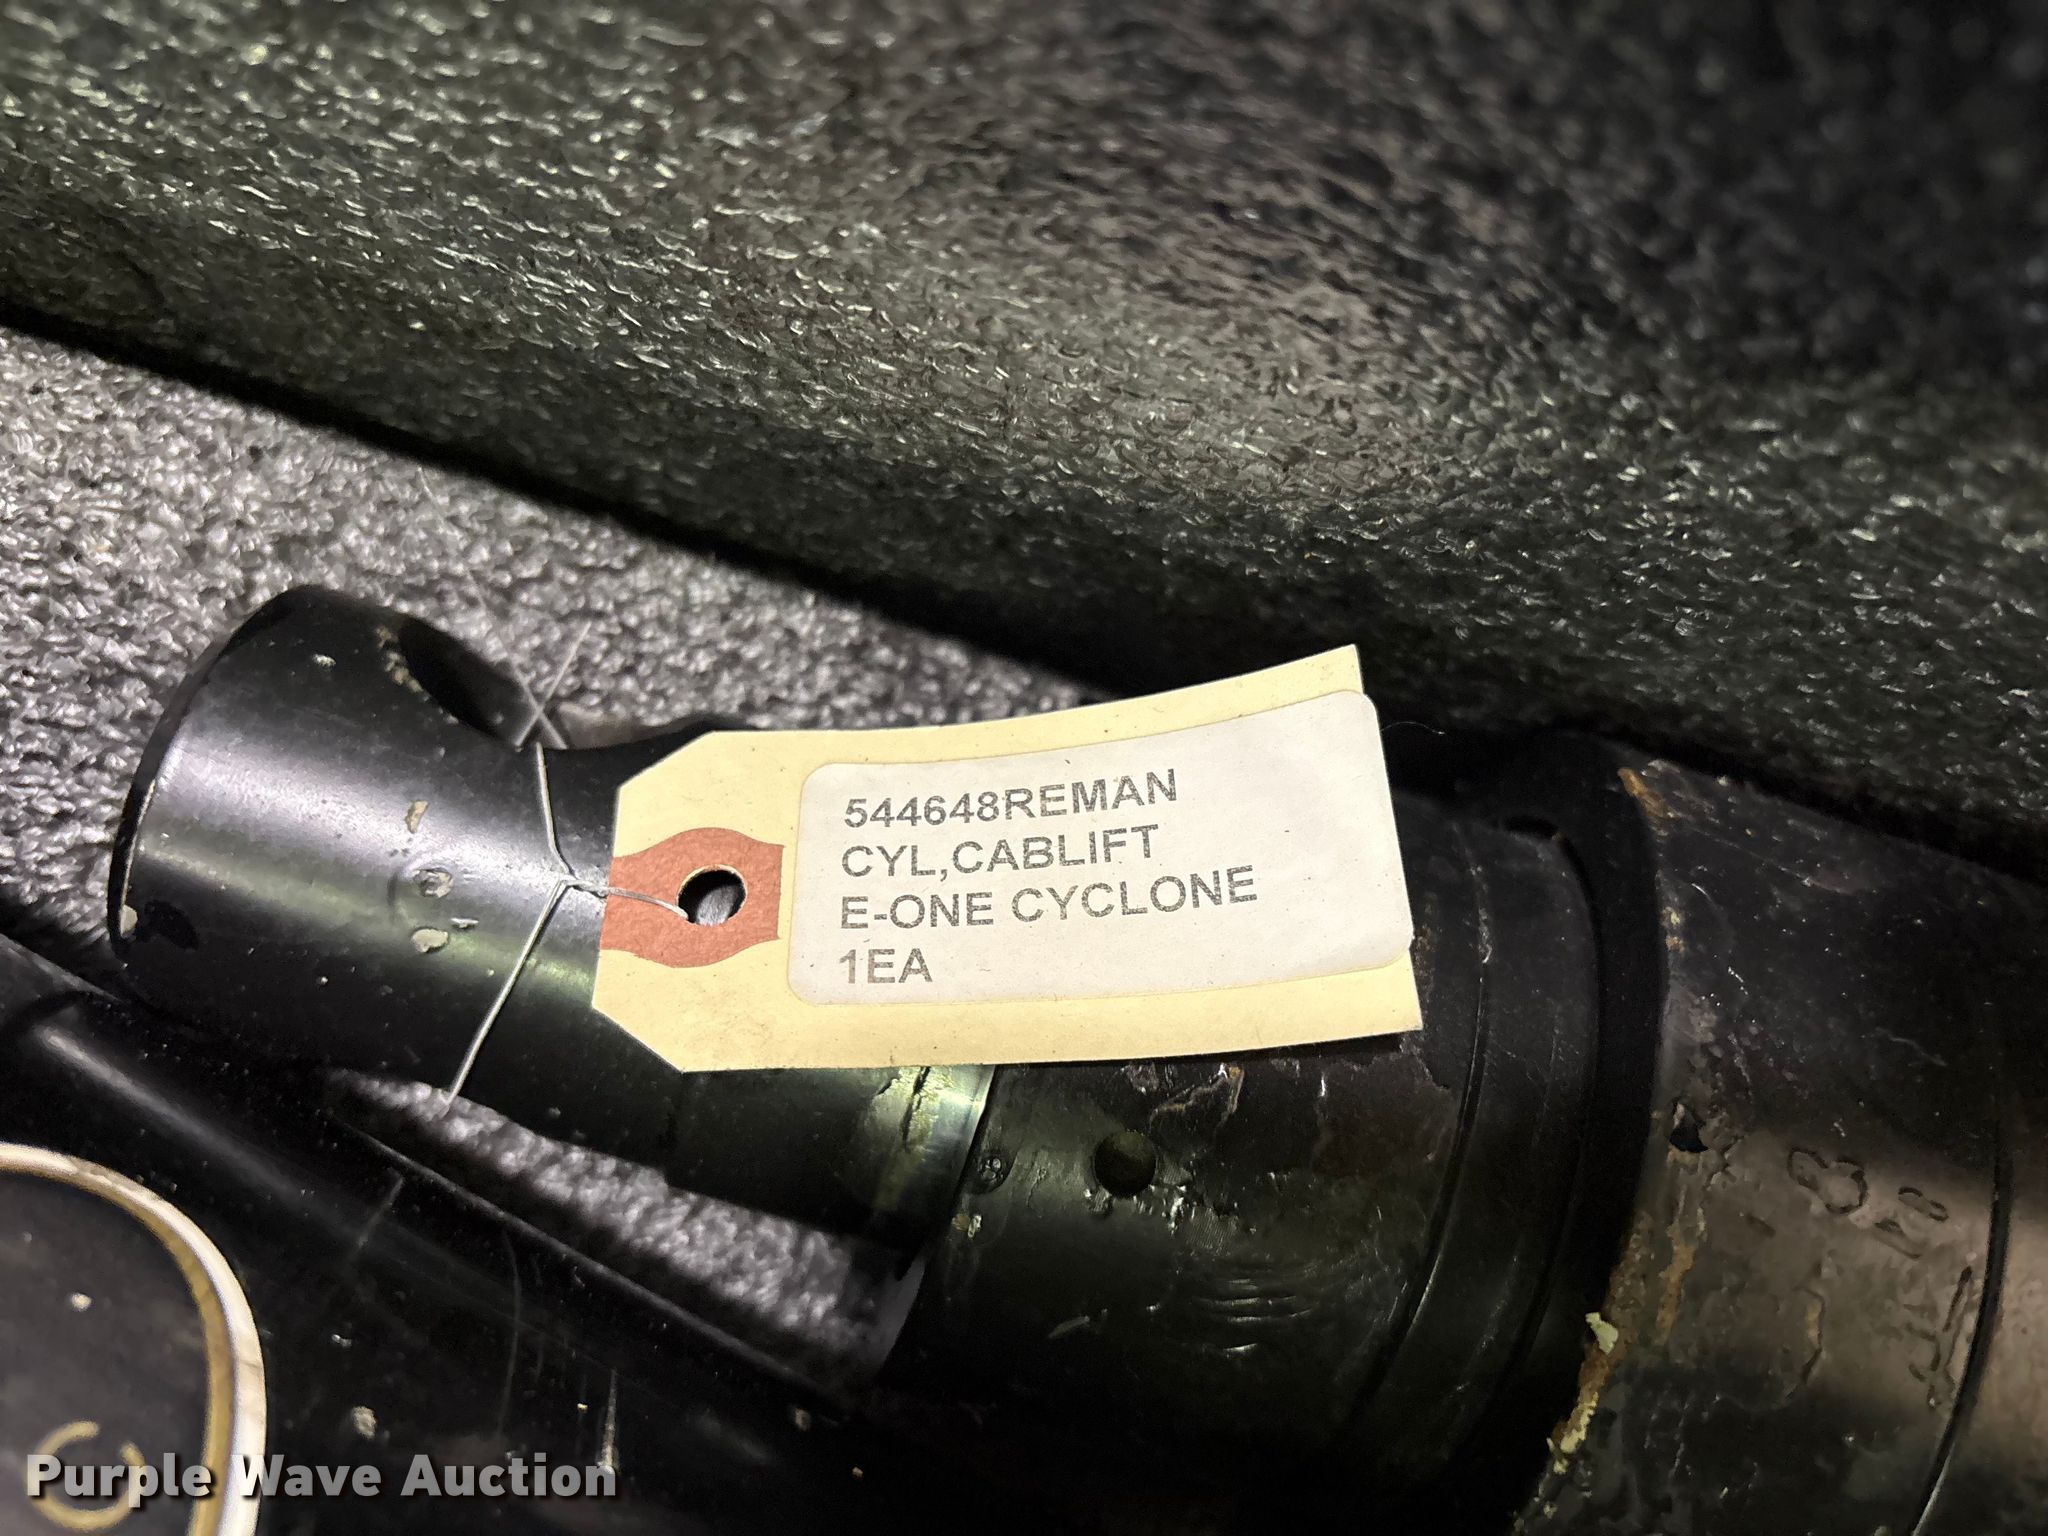 544648REMAN
CYL,CABLIFT
E-ONE CYCLONE
1EA
Purple Wave Auction